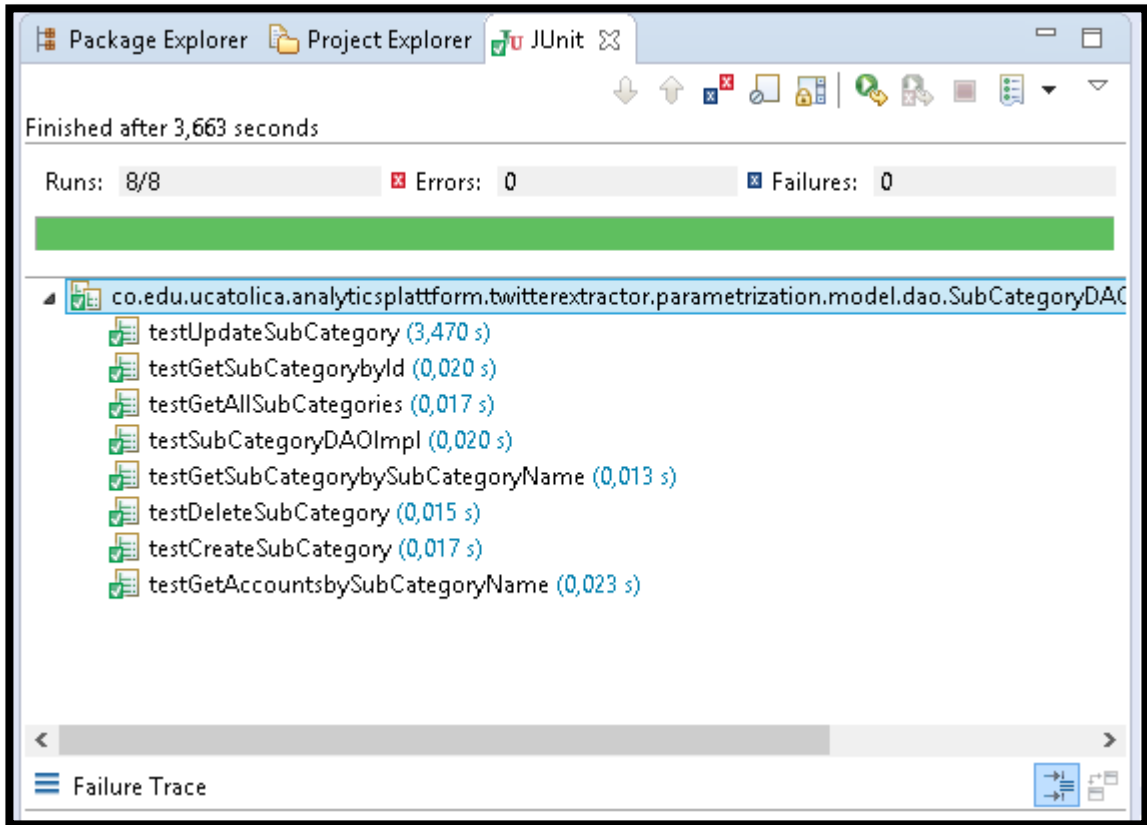 Package Explorer Project Explorer JUnit
Finished after 3,663 seconds
Runs: 8/8 Errors: 0 Failures: 0
co.edu.ucatolica.analyticsplattform.twitterextractor.parametrization.model.dao.SubCategoryDAO
testUpdateSubCategory (3,470 s)
testGetSubCategorybyId (0,020 s)
testGetAllSubCategories (0,017 s)
testSubCategoryDAOImpl (0,020 s)
testGetSubCategorybySubCategoryName (0,013 s)
testDeleteSubCategory (0,015 s)
testCreateSubCategory (0,017 s)
testGetAccountsbySubCategoryName (0,023 s)
Failure Trace